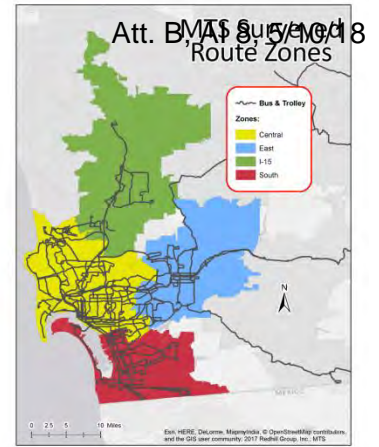 Att. B, AI 8, 5/10/18
MTS Surveyed
Route Zones
Bus & Trolley
Zones:
Central
East
I-15
South
N
MEXICO
0 2.5 5 10 Miles
Esri, HERE, DeLorme, MapmyIndia, © OpenStreetMap contributors,
and the GIS user community; 2017 Redhill Group, Inc.; MTS